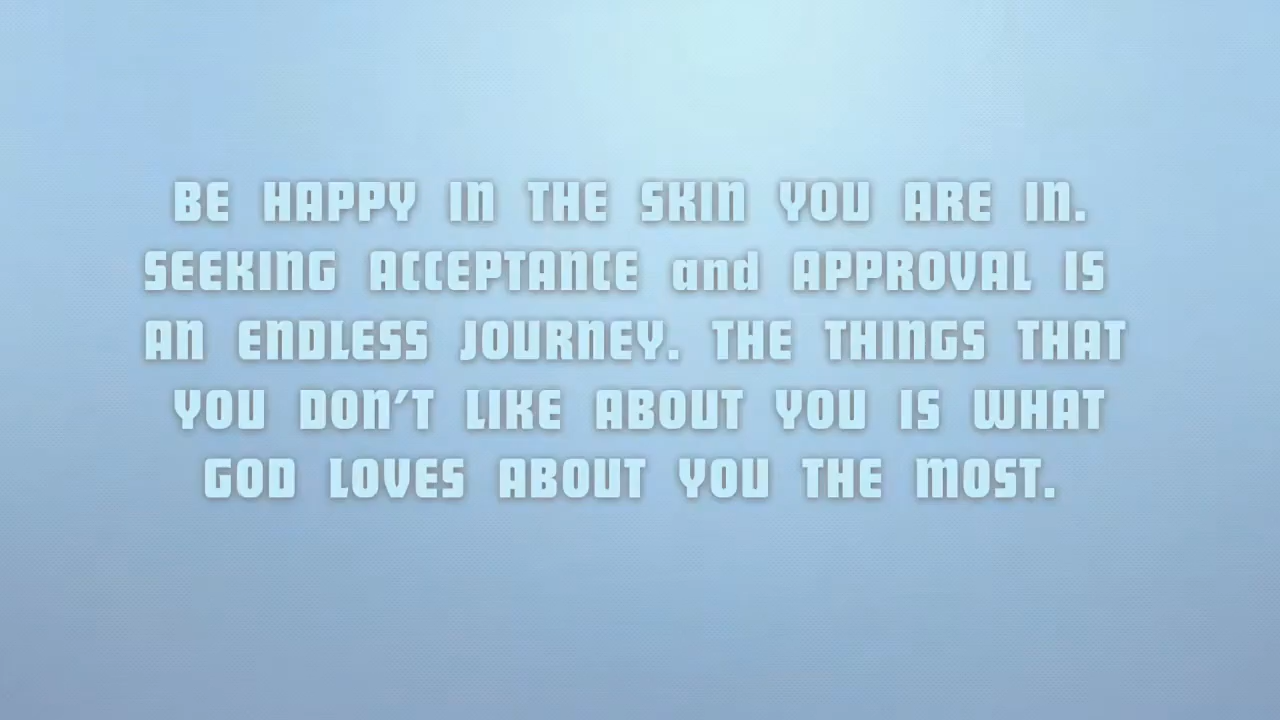 BE HAPPY IN THE SKIN YOU ARE IN.
SEEKING ACCEPTANCE and APPROVAL IS
AN ENDLESS JOURNEY. THE THINGS THAT
YOU DON'T LIKE ABOUT YOU IS WHAT
GOD LOVES ABOUT YOU THE MOST.